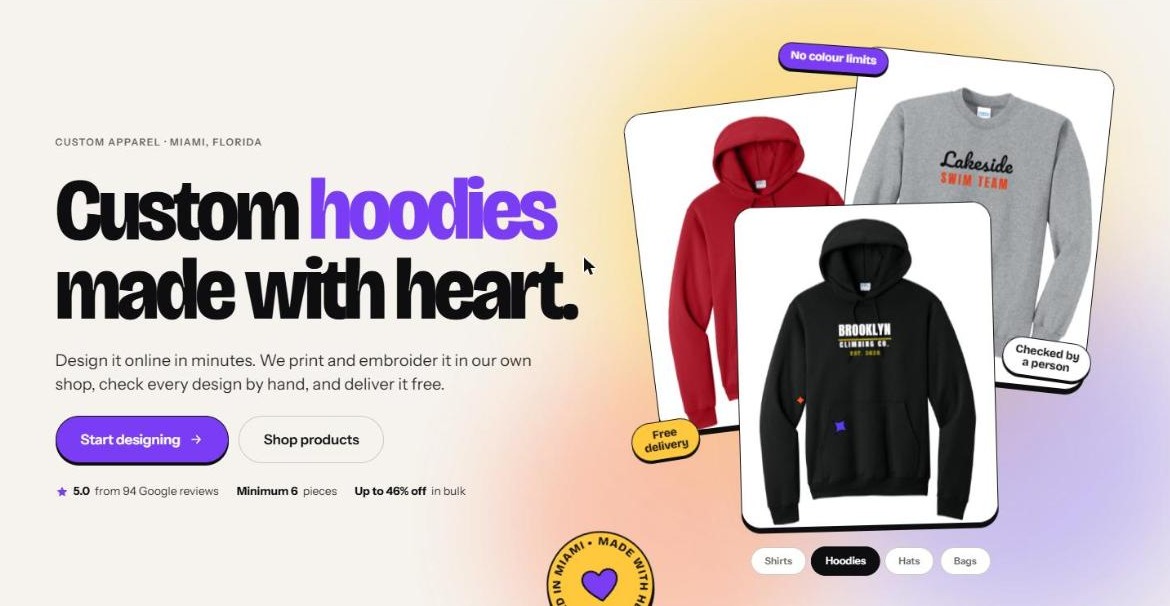 CUSTOM APPAREL · MIAMI, FLORIDA
Custom hoodies
made with heart.
Design it online in minutes. We print and embroider it in our own
shop, check every design by hand, and deliver it free.
Start designing →
Shop products
★ 5.0 from 94 Google reviews
Minimum 6 pieces
Up to 46% off in bulk
No colour limits
Lakeside
SWIM TEAM
BROOKLYN
CLIMBING CO.
Checked by
a person
Free
delivery
MIAMI • MADE WITH
Shirts
Hoodies
Hats
Bags